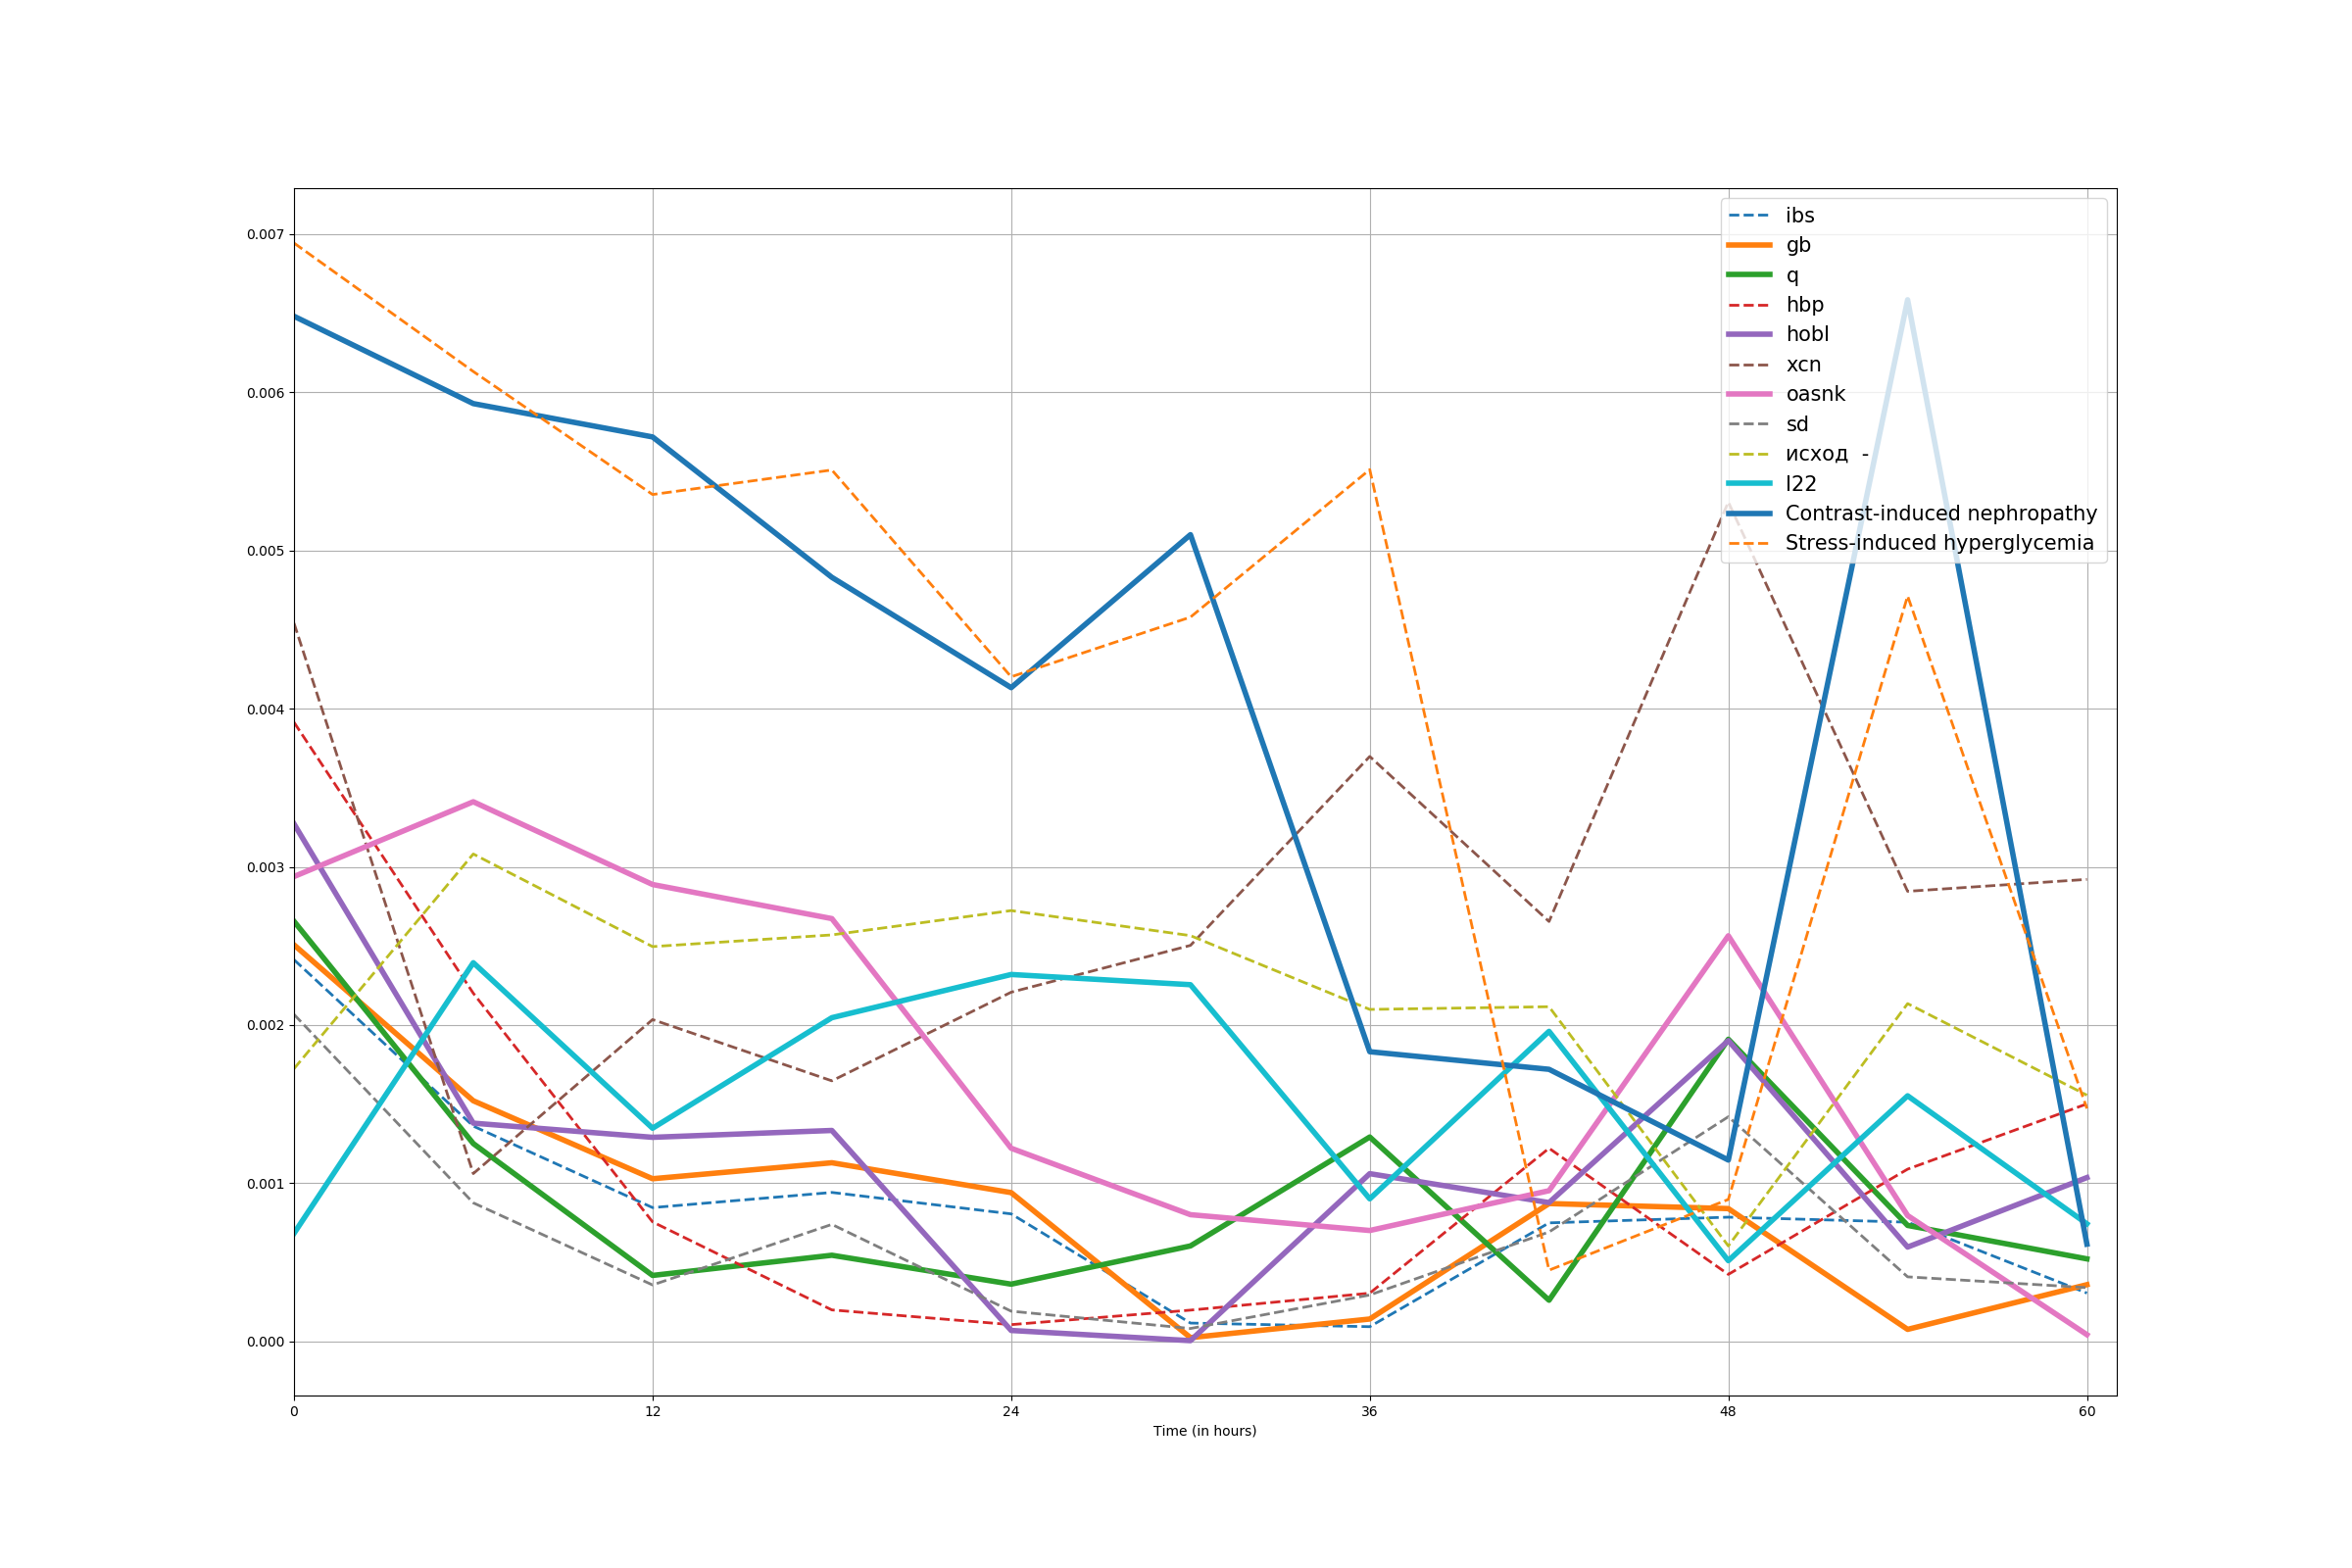 0.007
0.006
0.005
0.004
0.003
0.002
0.001
0.000
ibs
gb
q
hbp
hobl
xcn
oasnk
sd
исход -
l22
Contrast-induced nephropathy
Stress-induced hyperglycemia
0 12 24 36 48 60
Time (in hours)